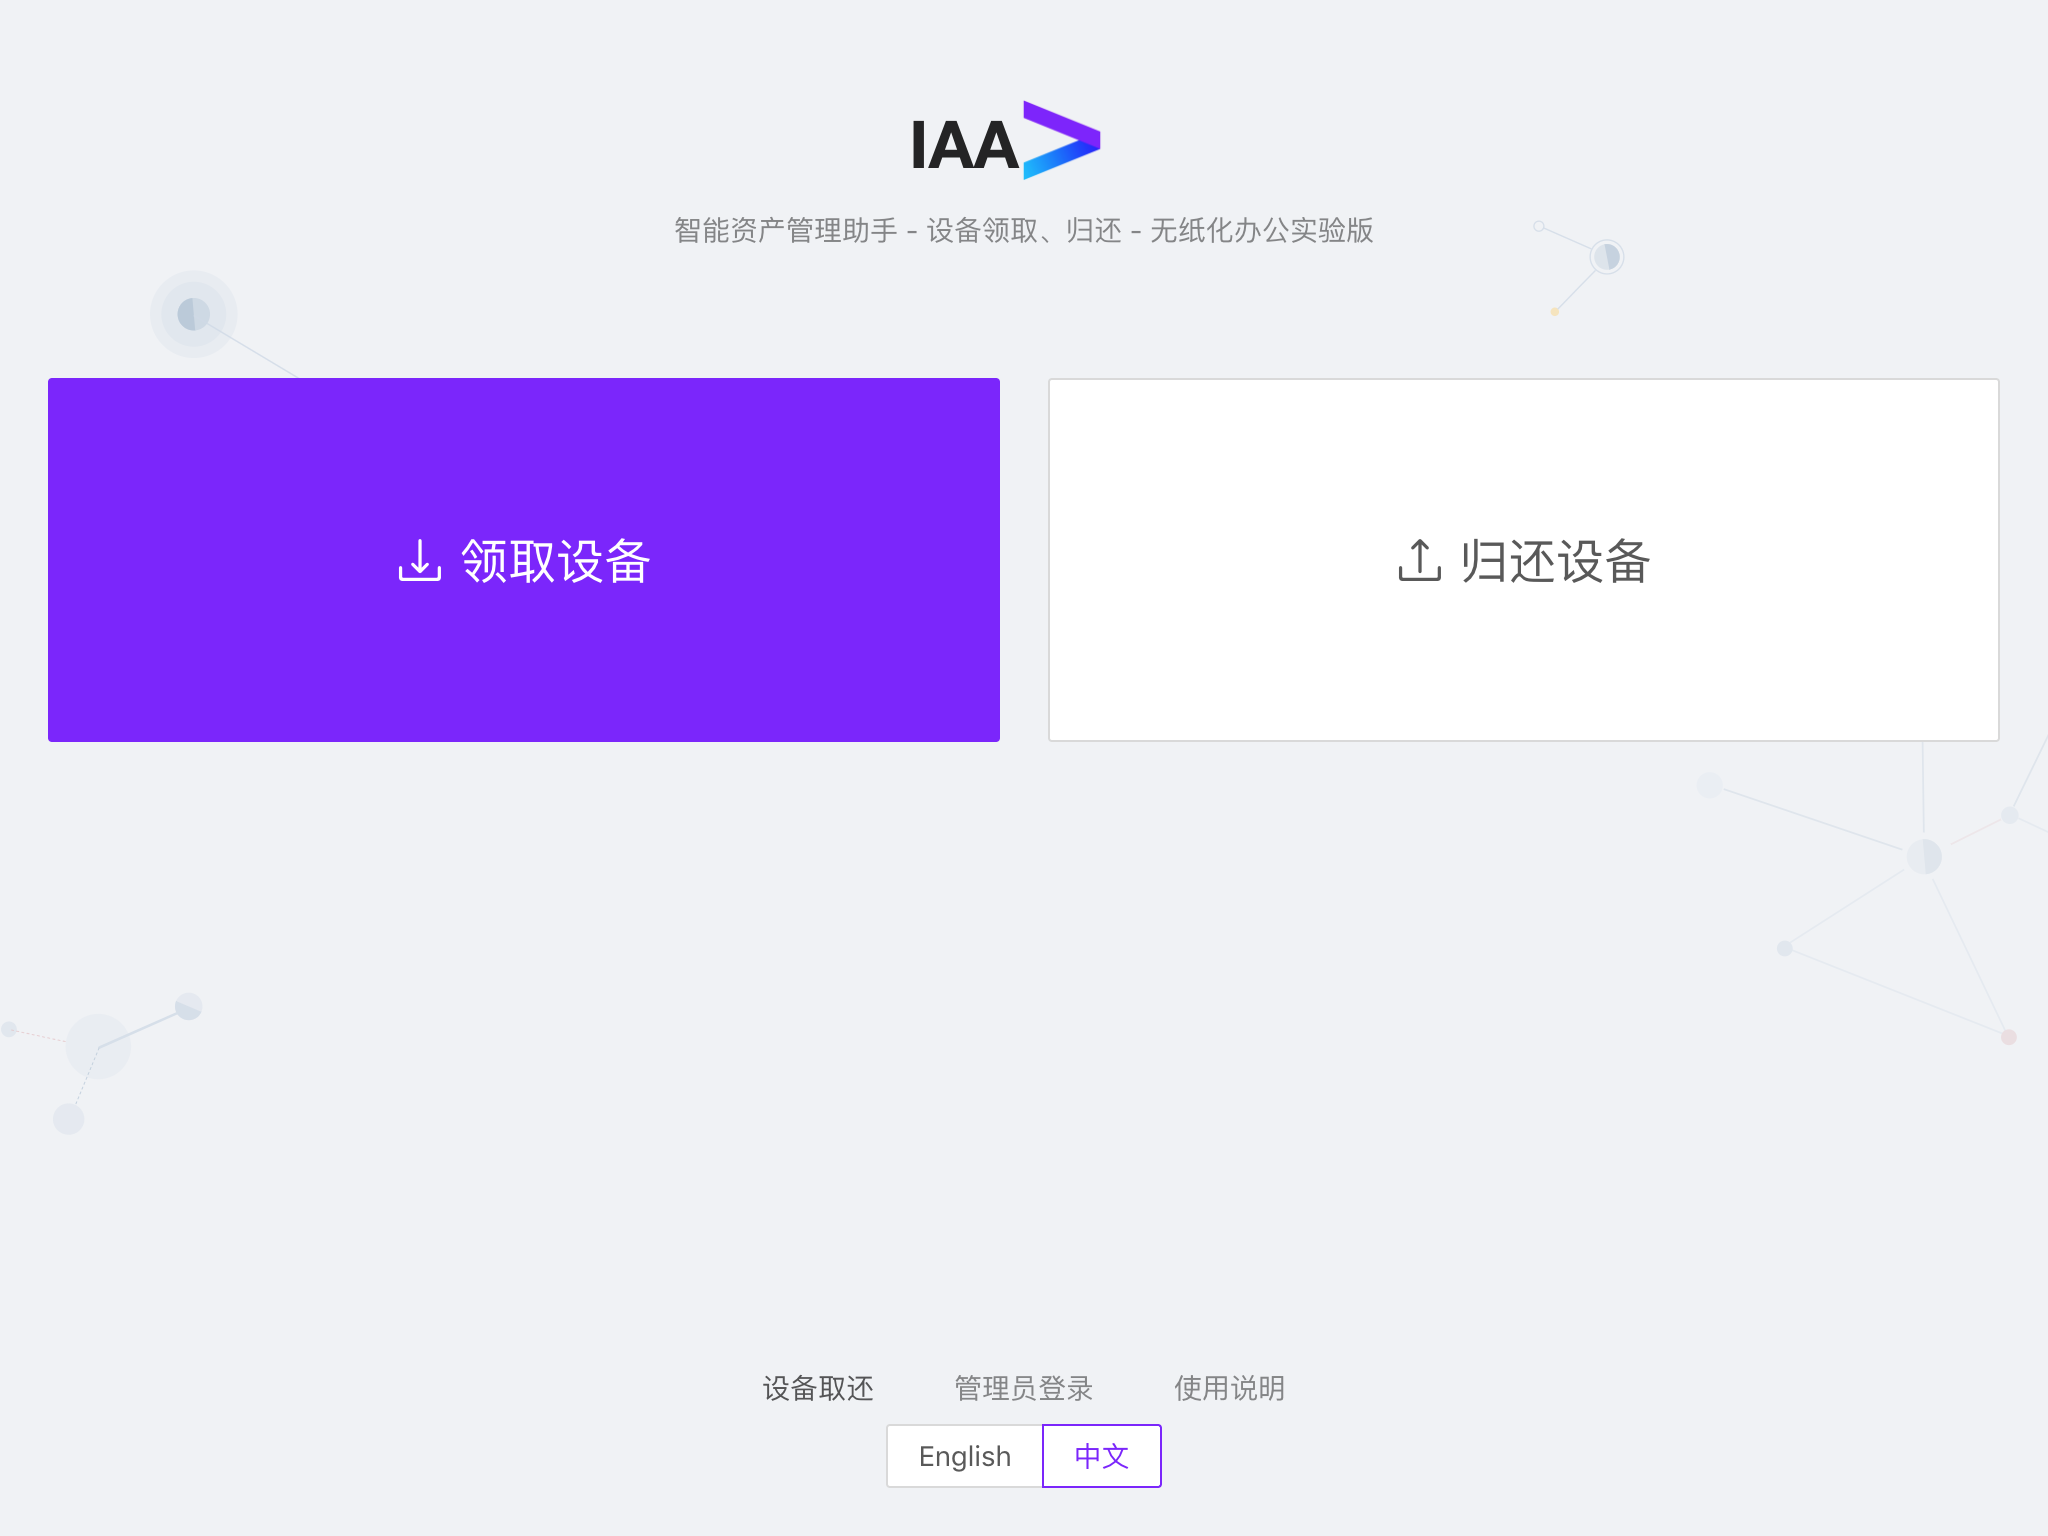 IAA
智能资产管理助手 - 设备领取、归还 - 无纸化办公实验版
领取设备
归还设备
设备取还 管理员登录 使用说明
English 中文